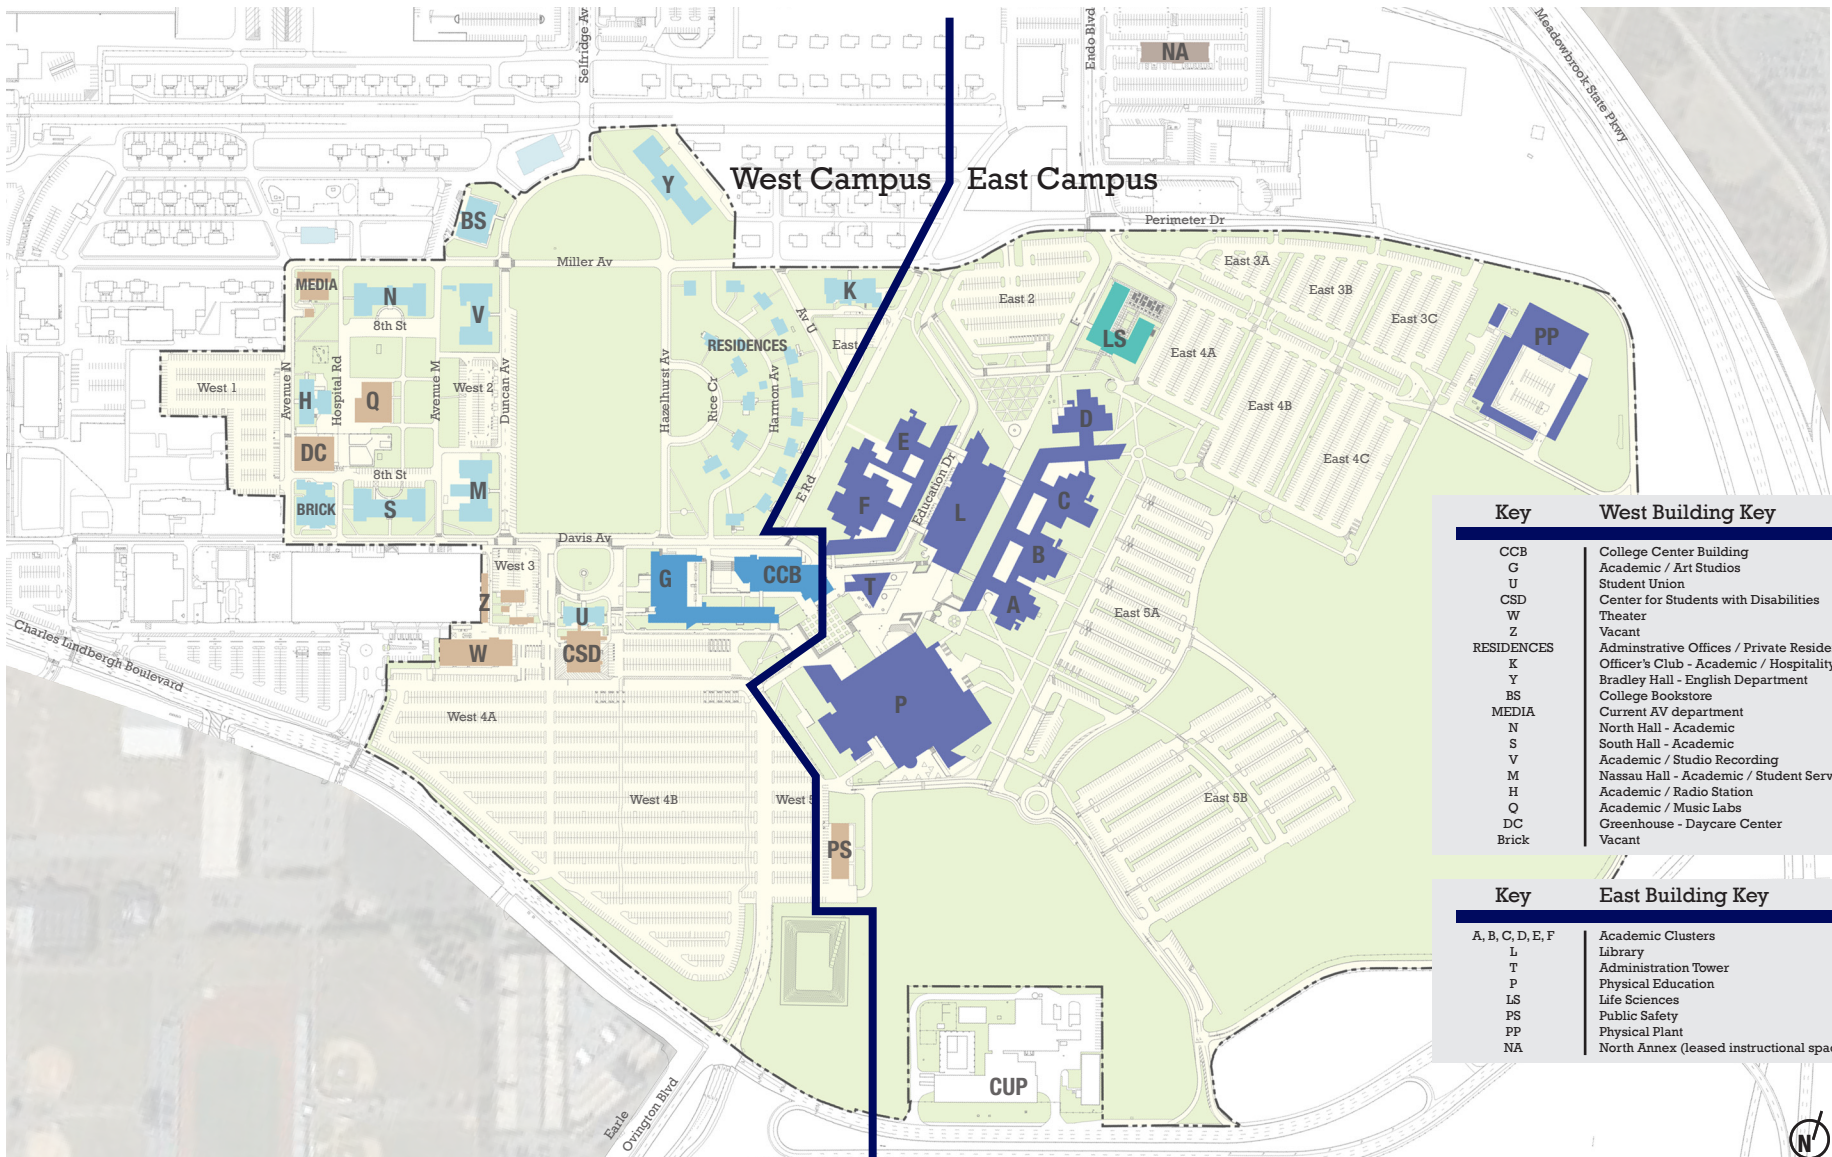 Selfridge Av
Endo Blvd
NA
Meadowbrook State Pkwy
West Campus
East Campus
Y
BS
Perimeter Dr
Miller Av
East 3A
MEDIA
N
V
8th St
K
Av U
East 2
East 3B
East 3C
LS
PP
RESIDENCES
East
East 4A
West 1
Avenue N
H
Hospital Rd
Q
Avenue M
West 2
Duncan Av
Hazelhurst Av
Rice Cr
Harmon Av
East 4B
D
E
DC
8th St
Education Dr
East 4C
BRICK
S
M
E Rd
F
L
C
Davis Av
B
West 3
G
CCB
T
A
Z
U
East 5A
W
CSD
Charles Lindbergh Boulevard
West 4A
P
West 4B
West 5
East 5B
PS
CUP
Earle
Ovington Blvd
Key West Building Key
CCB College Center Building
G Academic / Art Studios
U Student Union
CSD Center for Students with Disabilities
W Theater
Z Vacant
RESIDENCES Adminstrative Offices / Private Reside
K Officer's Club - Academic / Hospitality
Y Bradley Hall - English Department
BS College Bookstore
MEDIA Current AV department
N North Hall - Academic
S South Hall - Academic
V Academic / Studio Recording
M Nassau Hall - Academic / Student Serv
H Academic / Radio Station
Q Academic / Music Labs
DC Greenhouse - Daycare Center
Brick Vacant
Key East Building Key
A, B, C, D, E, F Academic Clusters
L Library
T Administration Tower
P Physical Education
LS Life Sciences
PS Public Safety
PP Physical Plant
NA North Annex (leased instructional spa
N